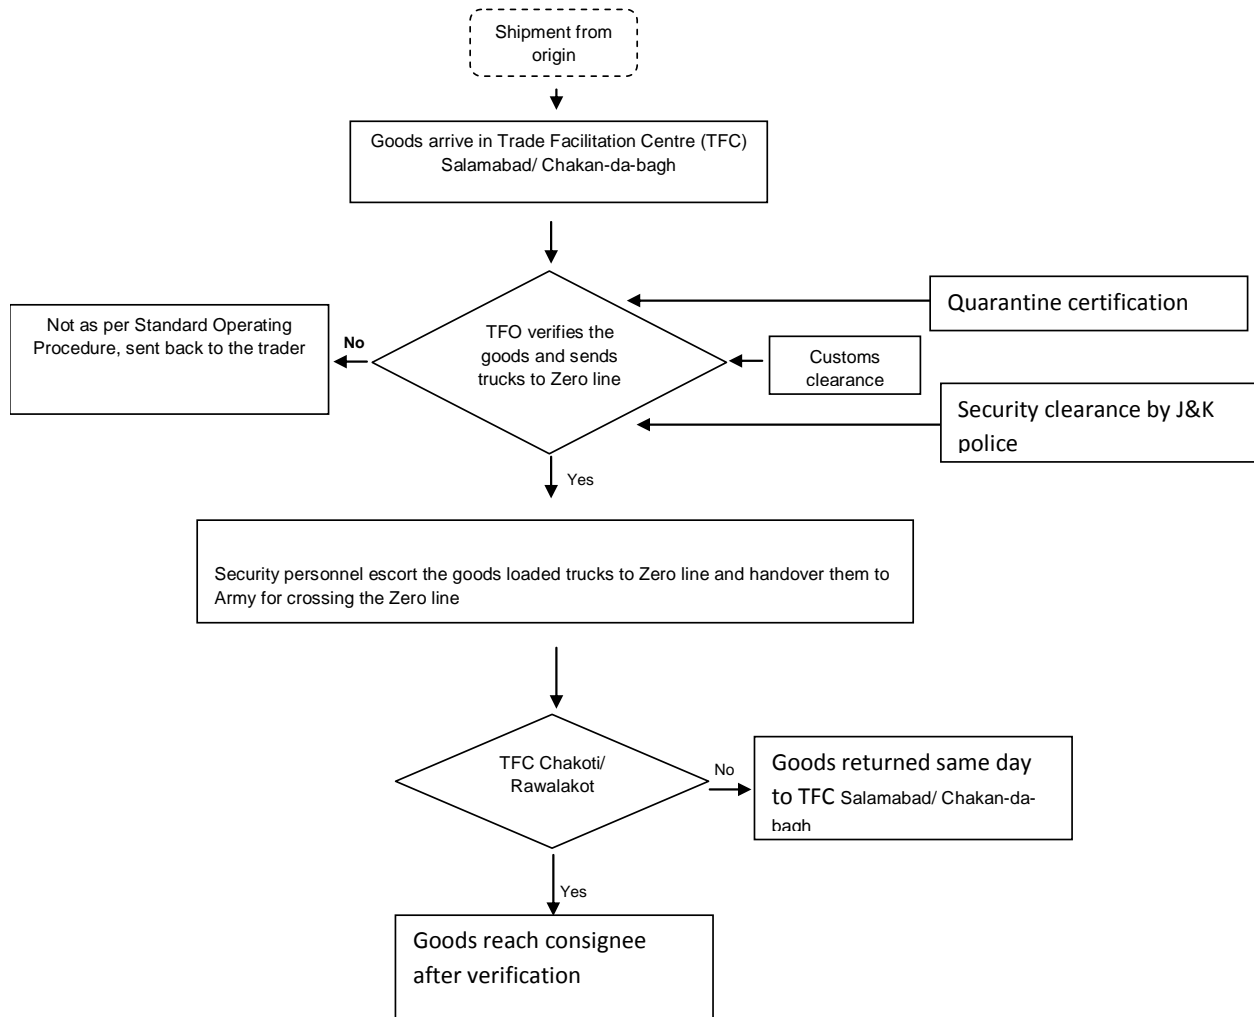 Shipment from
origin
Goods arrive in Trade Facilitation Centre (TFC)
Salamabad/ Chakan-da-bagh
Quarantine certification
Not as per Standard Operating
Procedure, sent back to the trader
No
TFO verifies the
goods and sends
trucks to Zero line
Customs
clearance
Security clearance by J&K
police
Yes
Security personnel escort the goods loaded trucks to Zero line and handover them to
Army for crossing the Zero line
TFC Chakoti/
Rawalakot
No
Goods returned same day
to TFC Salamabad/ Chakan-da-
bagh
Yes
Goods reach consignee
after verification